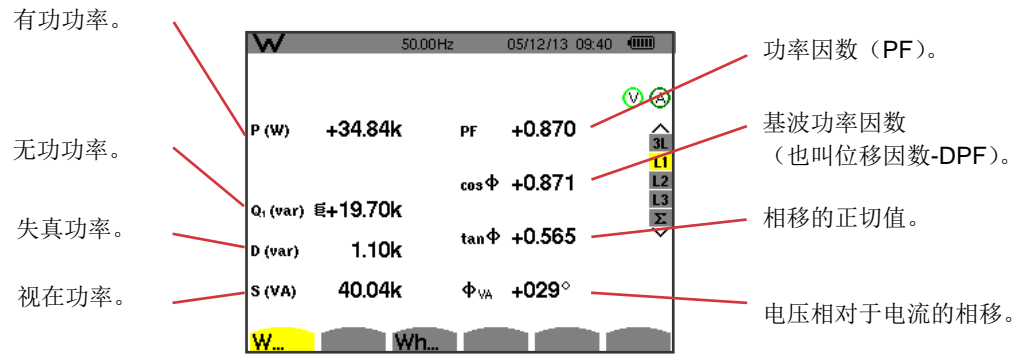 有功功率。
无功功率。
失真功率。
视在功率。
W 50.00Hz 05/12/13 09:40
V A
P (W) +34.84k PF +0.870
cosΦ +0.871
Q₁ (var) +19.70k
tanΦ +0.565
D (var) 1.10k
S (VA) 40.04k ΦVA +029°
3L
L1
L2
L3
Σ
W... Wh...
功率因数（PF）。
基波功率因数
（也叫位移因数-DPF）。
相移的正切值。
电压相对于电流的相移。